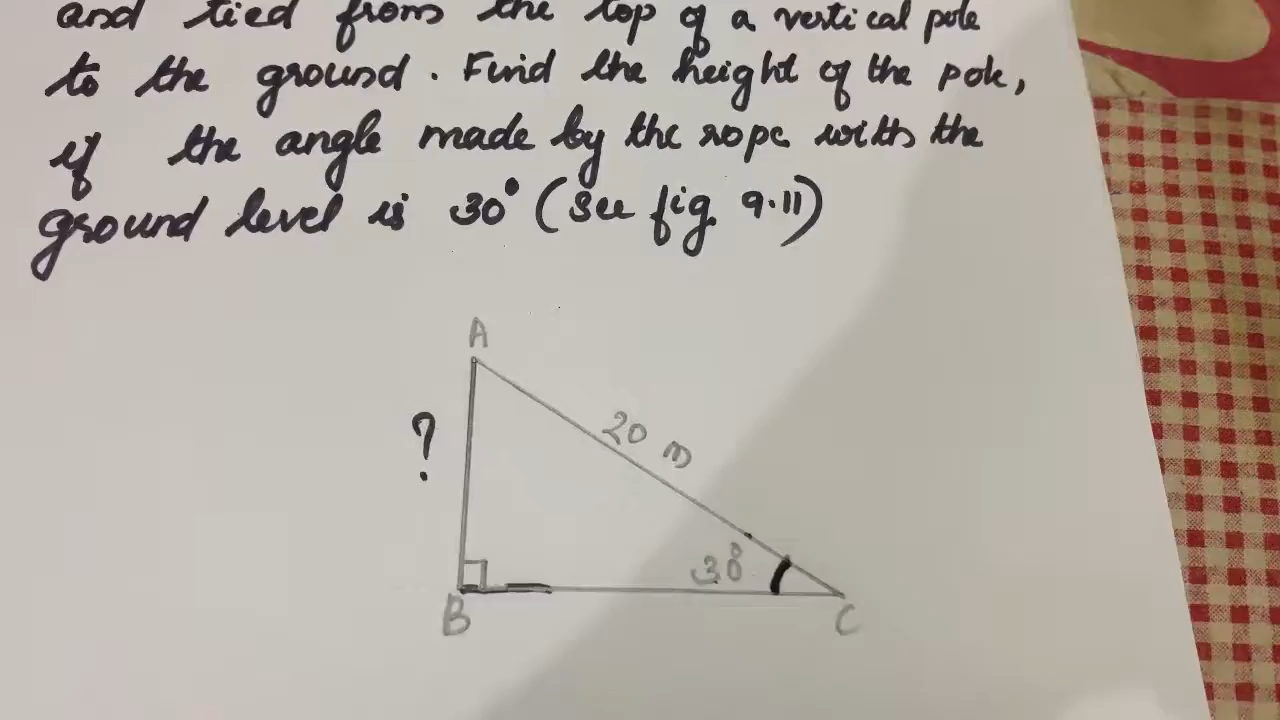 and tied from the top of a vertical pole
to the ground. Find the height of the pole,
if the angle made by the rope with the
ground level is 30° (see fig. 9.11)
A
?
20 m
30°
B
C